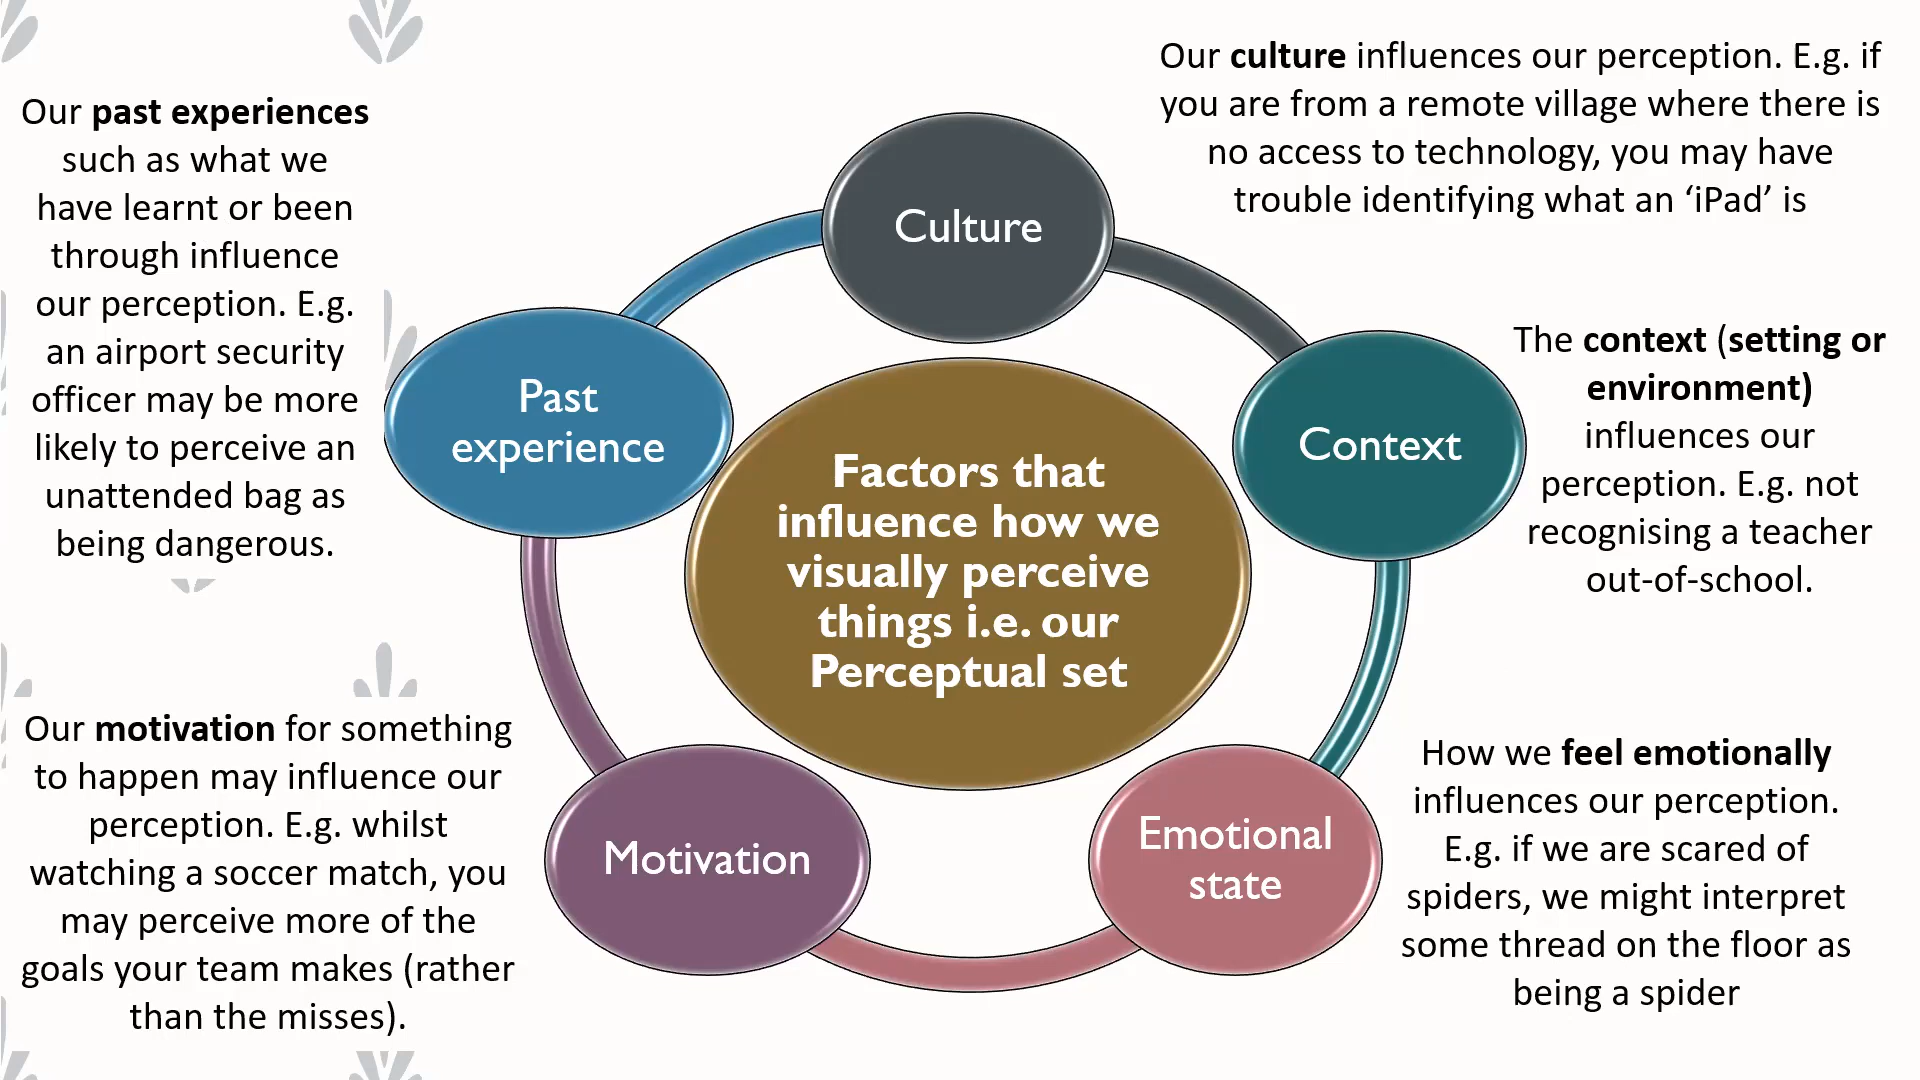 Our past experiences
such as what we
have learnt or been
through influence
our perception. E.g.
an airport security
officer may be more
likely to perceive an
unattended bag as
being dangerous.
Our motivation for something
to happen may influence our
perception. E.g. whilst
watching a soccer match, you
may perceive more of the
goals your team makes (rather
than the misses).
Culture
Past
experience
Context
Factors that
influence how we
visually perceive
things i.e. our
Perceptual set
Motivation
Emotional
state
Our culture influences our perception. E.g. if
you are from a remote village where there is
no access to technology, you may have
trouble identifying what an ‘iPad’ is
The context (setting or
environment)
influences our
perception. E.g. not
recognising a teacher
out-of-school.
How we feel emotionally
influences our perception.
E.g. if we are scared of
spiders, we might interpret
some thread on the floor as
being a spider